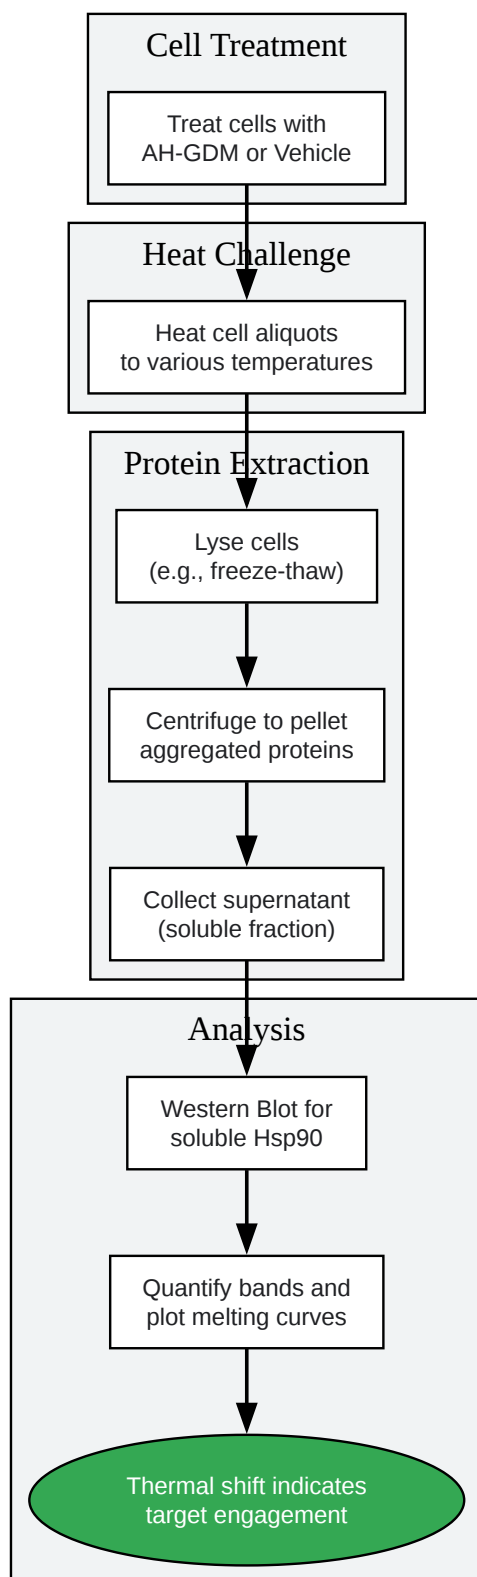 Cell Treatment
Treat cells with
AH-GDM or Vehicle
Heat Challenge
Heat cell aliquots
to various temperatures
Protein Extraction
Lyse cells
(e.g., freeze-thaw)
Centrifuge to pellet
aggregated proteins
Collect supernatant
(soluble fraction)
Analysis
Western Blot for
soluble Hsp90
Quantify bands and
plot melting curves
Thermal shift indicates
target engagement